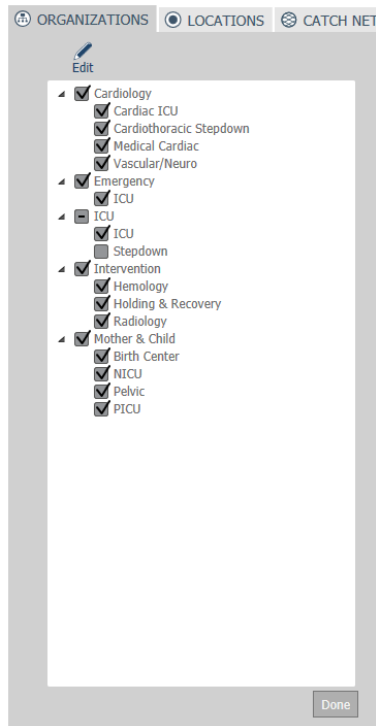 ORGANIZATIONS LOCATIONS CATCH NET
Edit
Cardiology
Cardiac ICU
Cardiothoracic Stepdown
Medical Cardiac
Vascular/Neuro
Emergency
ICU
ICU
ICU
Stepdown
Intervention
Hemology
Holding & Recovery
Radiology
Mother & Child
Birth Center
NICU
Pelvic
PICU
Done